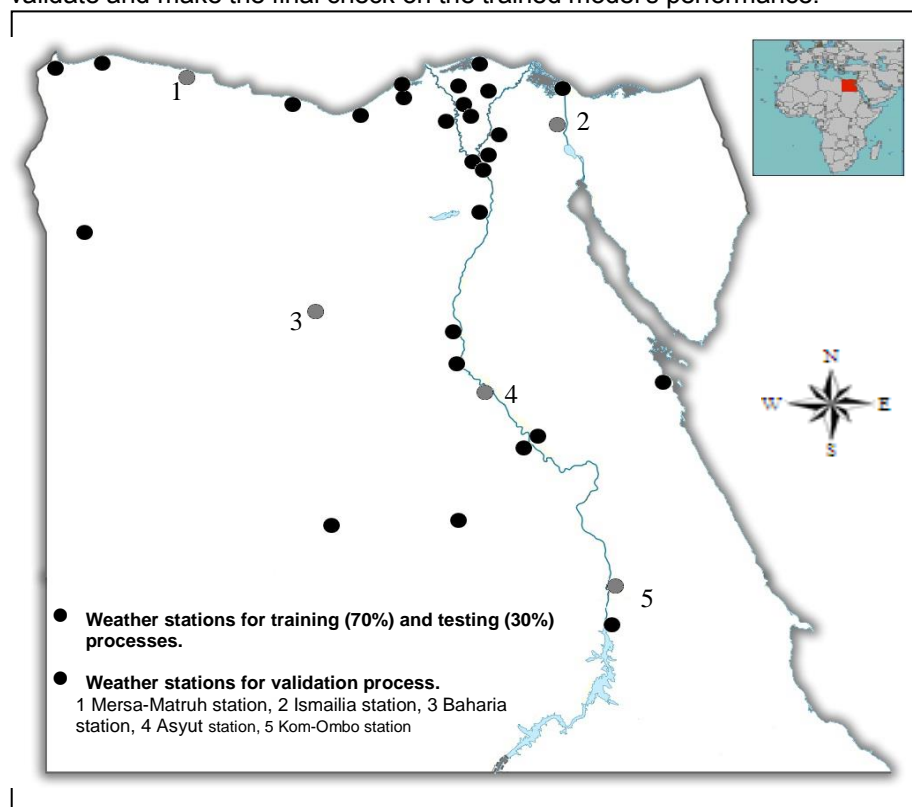 validate and make the final check on the trained model's performance.
1
2
3
4
5
N
W E
S
Weather stations for training (70%) and testing (30%)
processes.
Weather stations for validation process.
1 Mersa-Matruh station, 2 Ismailia station, 3 Baharia
station, 4 Asyut station, 5 Kom-Ombo station